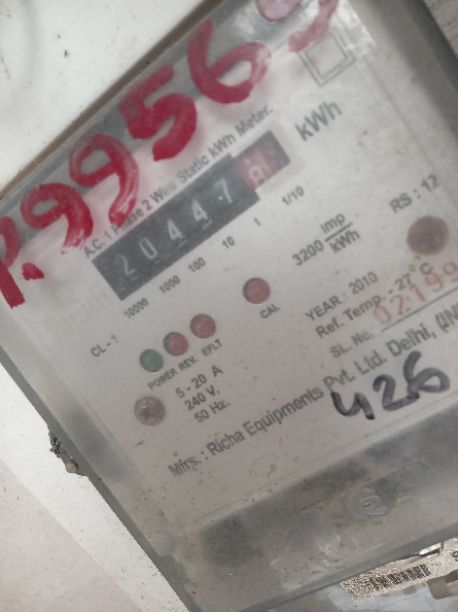 P.99569
kWh
A.C. 1 Phase 2 Wire Static kWh Meter.
20447
10000 1000 100 10 1 1/10
CL - 1
3200 imp/kWh
RS : 12
POWER REV. EFLT
CAL
5 - 20 A
240 V.
50 Hz.
YEAR : 2010
Ref. Temp. - 27° C
SL. No. 02199
Mfrs. : Richa Equipments Pvt. Ltd. Delhi,
426